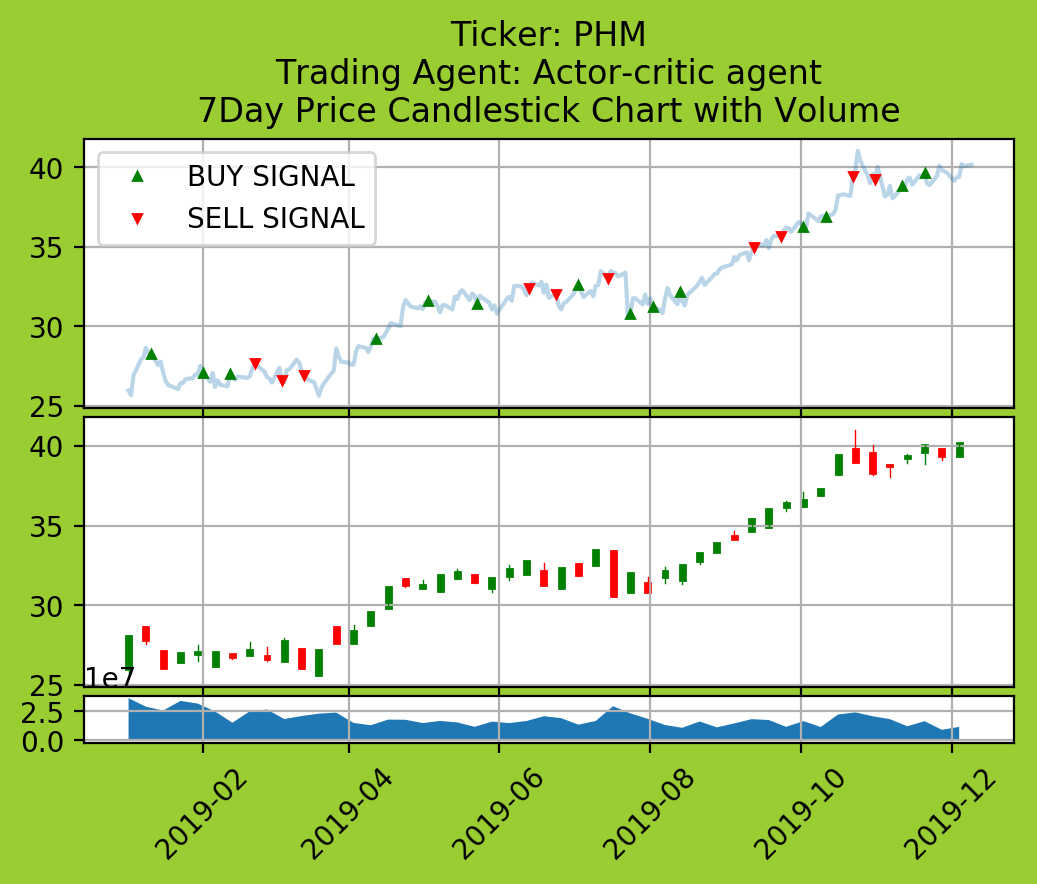 Ticker: PHM
Trading Agent: Actor-critic agent
7Day Price Candlestick Chart with Volume
BUY SIGNAL
SELL SIGNAL
40
35
30
25
40
35
30
25
1e7
2.5
0.0
2019-02
2019-04
2019-06
2019-08
2019-10
2019-12